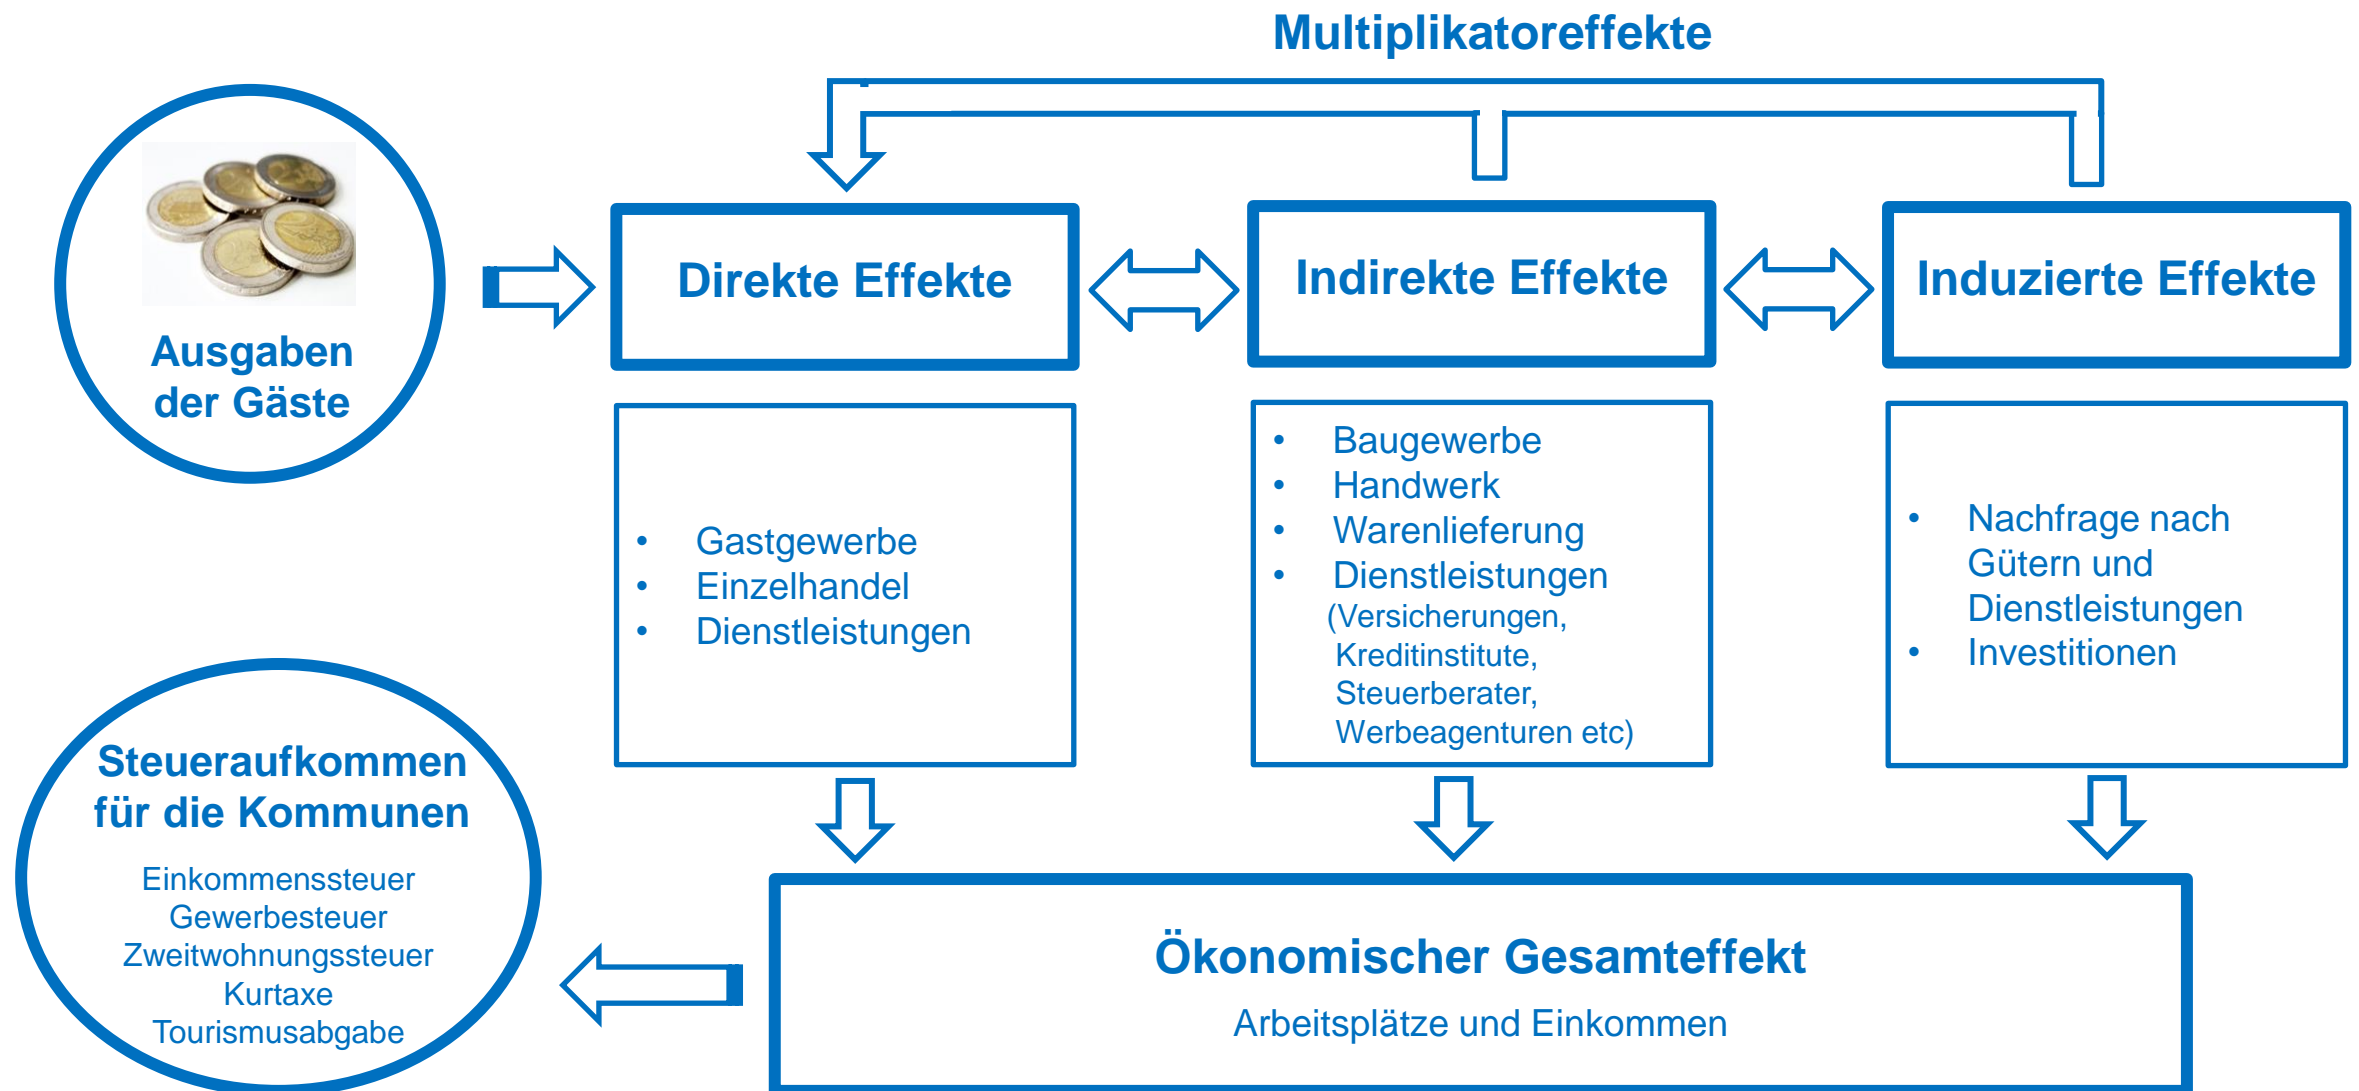 Multiplikatoreffekte
Ausgaben
der Gäste
Direkte Effekte
Indirekte Effekte
Induzierte Effekte
• Gastgewerbe
• Einzelhandel
• Dienstleistungen
• Baugewerbe
• Handwerk
• Warenlieferung
• Dienstleistungen
(Versicherungen,
Kreditinstitute,
Steuerberater,
Werbeagenturen etc)
• Nachfrage nach
Gütern und
Dienstleistungen
• Investitionen
Steueraufkommen
für die Kommunen
Einkommenssteuer
Gewerbesteuer
Zweitwohnungssteuer
Kurtaxe
Tourismusabgabe
Ökonomischer Gesamteffekt
Arbeitsplätze und Einkommen